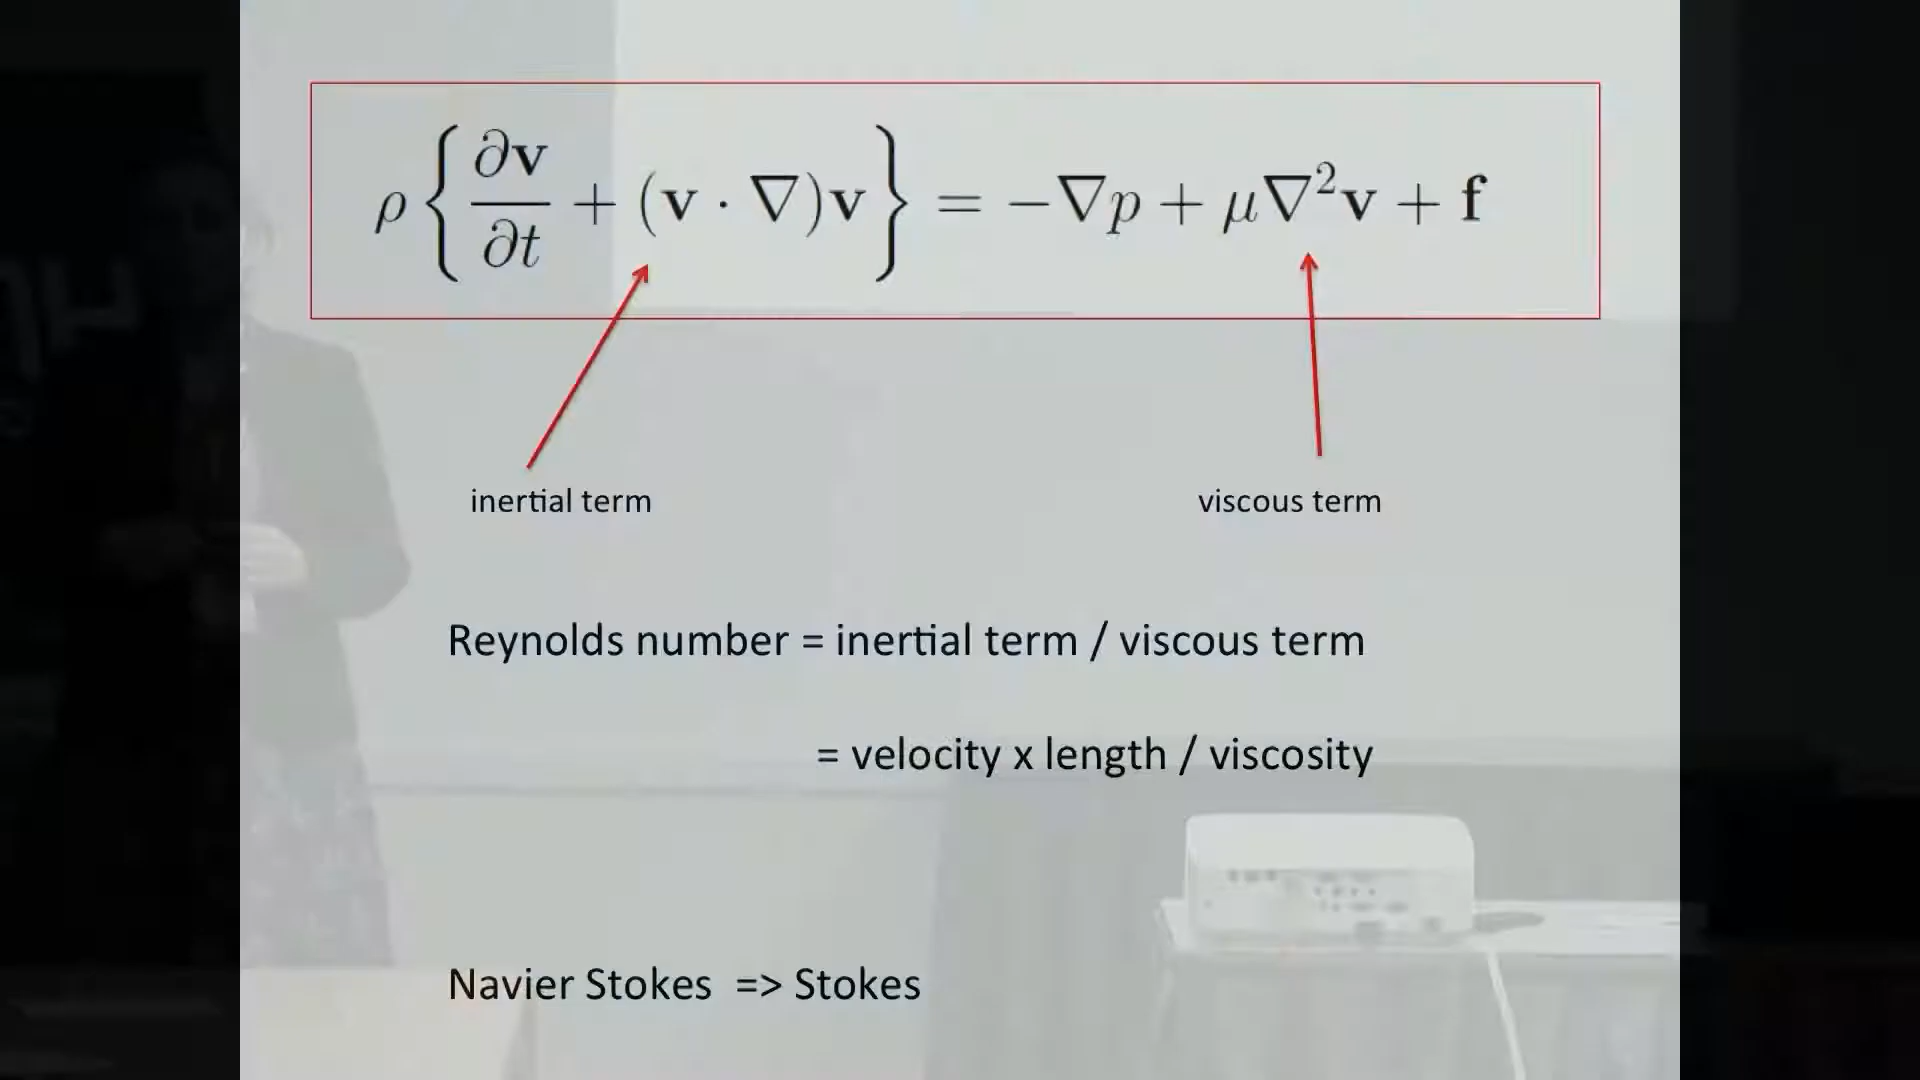 ρ{∂v/∂t + (v · ∇)v} = −∇p + μ∇²v + f
inertial term
viscous term
Reynolds number = inertial term / viscous term
= velocity x length / viscosity
Navier Stokes => Stokes